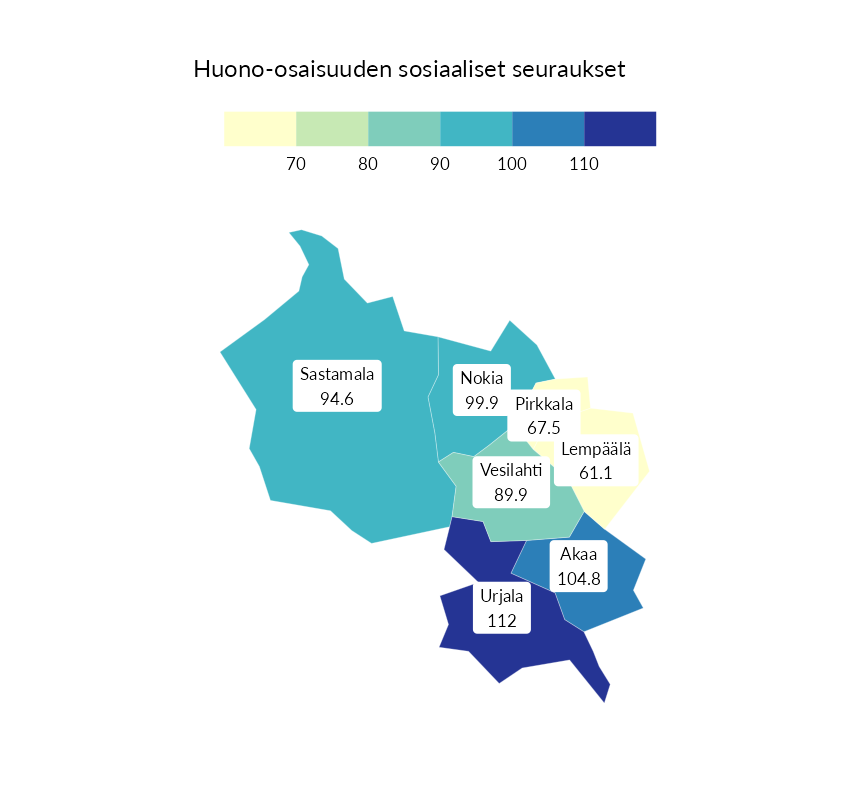 Huono-osaisuuden sosiaaliset seuraukset
70 80 90 100 110
Sastamala
94.6
Nokia
99.9
Pirkkala
67.5
Lempäälä
61.1
Vesilahti
89.9
Akaa
104.8
Urjala
112